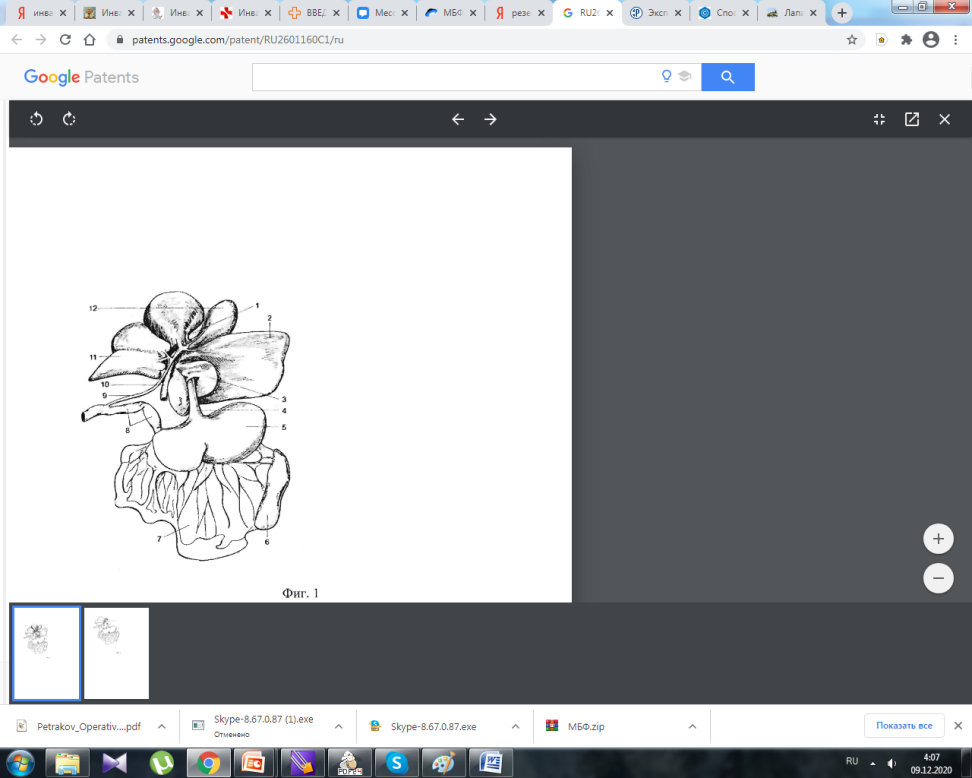 инва
Инва
Инва
Инва
ВВЕД
Месс
МБФ
резе
RU26
Эксп
Спос
Лапа
patents.google.com/patent/RU2601160C1/ru
Google Patents
12
1
2
11
10
9
3
4
8
5
7
6
Фиг. 1
Petrakov_Operativ....pdf
Skype-8.67.0.87 (1).exe
Отменено
Skype-8.67.0.87.exe
МБФ.zip
Показать все
RU
4:07
09.12.2020